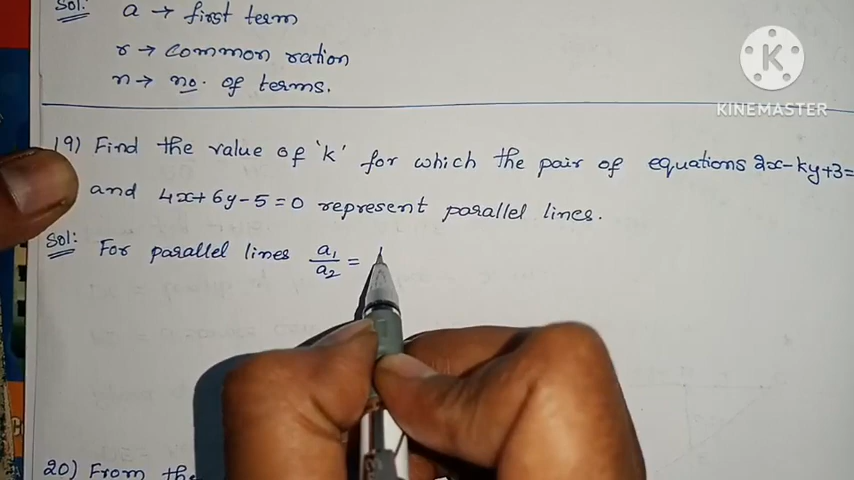 Sol:
a → first term
r → common ration
n → no. of terms.
K
KINEMASTER
19) Find the value of 'k' for which the pair of equations 2x-ky+3=
and 4x+6y-5=0 represent parallel lines.
Sol: For parallel lines a₁/a₂ =
20) From the